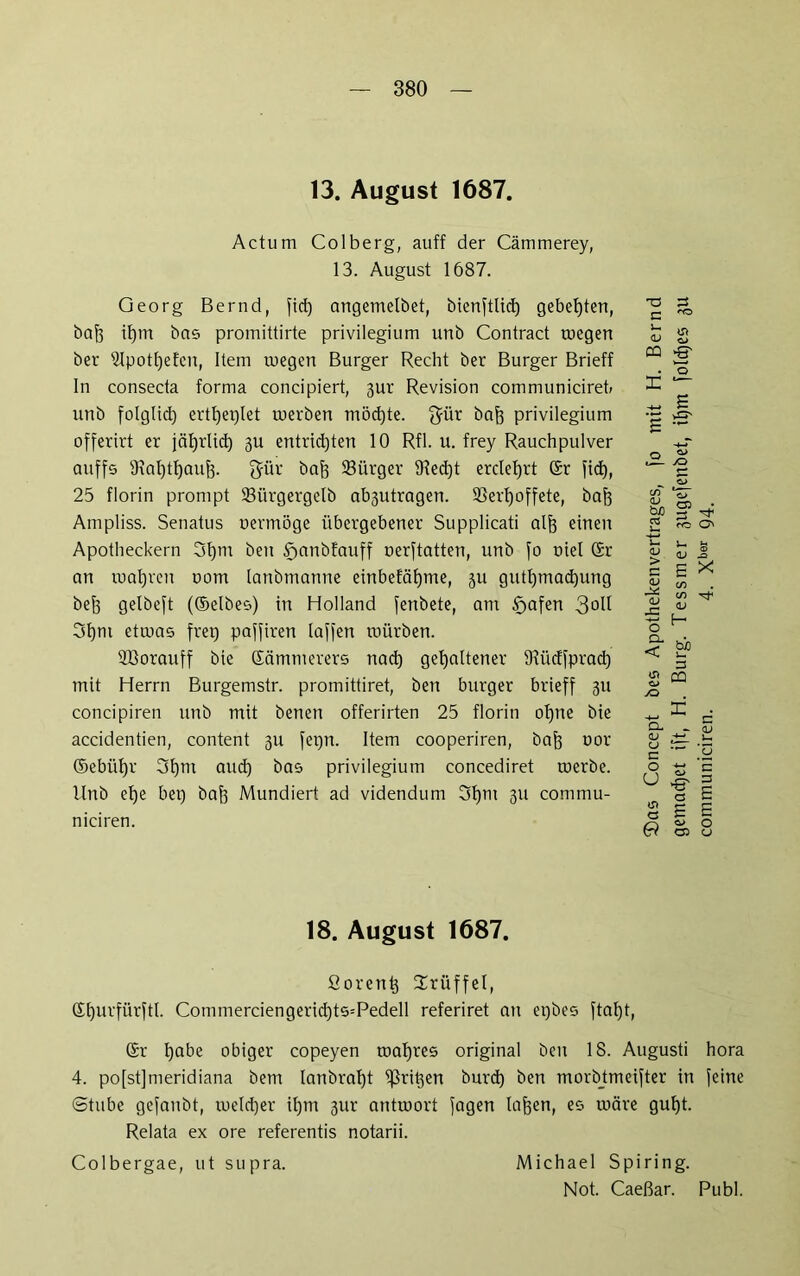 — 380 —
13. August 1687.
Actum Colberg, auff der Cämmerey,
13. August 1687.
Georg Bernd, sich angemeldet, dienstlich gebehten,
daß ihm das promittirte privilegium und Contract wegen
der Apotheken, Item wegen Burger Recht der Burger Brieff
In consecta forma concipiert, zur Revision communiciret,
und folglich ertheylet werden möchte. Für daß privilegium
offerirt er jährlich zu entrichten 10 Rfl. u. frey Rauchpulver
auffs Rahthauß. Für daß Bürger Recht erclehrt Er sich,
25 florin prompt Bürgergeld abzutragen. Verhoffete, daß
Ampliss. Senatus vermöge übergebener Supplicati alß einen
Apotheckern Ihm den Handkauff verstatten, und so viel Er
an wahren vom landmanne einbekähme, zu guthmachung
deß geldeſt (Geldes) in Holland sendete, am Hafen Zoll
Ihm etwas frey passiren lassen würden.
Worauff die Cämmerers nach gehaltener Rücksprach
mit Herrn Burgemstr. promittiret, den burger brieff zu
concipiren und mit denen offerirten 25 florin ohne die
accidentien, content zu seyn. Item cooperiren, daß vor
Gebühr Ihm auch das privilegium concediret werde.
Und ehe bey daß Mundiert ad videndum Ihm zu commu-
niciren.
Das Concept des Apothekenvertrages, so mit H. Bernd
gemachet ist, H. Burg. Tessmer zugesendet, ihm solches zu
communiciren. 4. Xber 94.
18. August 1687.
Lorentz Trüffel,
Churfürstl. Commerciengerichts-Pedell referiret an eydes staht,
Er habe obiger copeyen wahres original den 18. Augusti hora
4. po[st]meridiana dem landraht Pritzen durch den mordtmeister in seine
Stube gesandt, welcher ihm zur antwort sagen laßen, es wäre guht.
Relata ex ore referentis notarii.
Colbergae, ut supra. Michael Spiring.
Not. Caeßar. Publ.